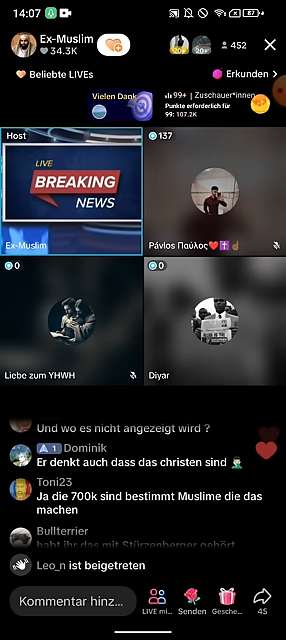 14:07
87
Ex-Muslim
34.3K
20+
452
Beliebte LIVEs
Erkunden
Vielen Dank
99+ | Zuschauer*innen
Punkte erforderlich für
99: 107.2K
Host
137
LIVE
BREAKING
NEWS
Ex-Muslim
Pávlos Παύλος
0
0
Liebe zum YHWH
Diyar
Und wo es nicht angezeigt wird ?
1 Dominik
Er denkt auch dass das christen sind
Toni23
Ja die 700k sind bestimmt Muslime die das
machen
Bullterrier
habt ihr das mit Stürzenberger gehört
Leo_n ist beigetreten
Kommentar hinz...
LIVE mi...
Senden
Gesche...
45